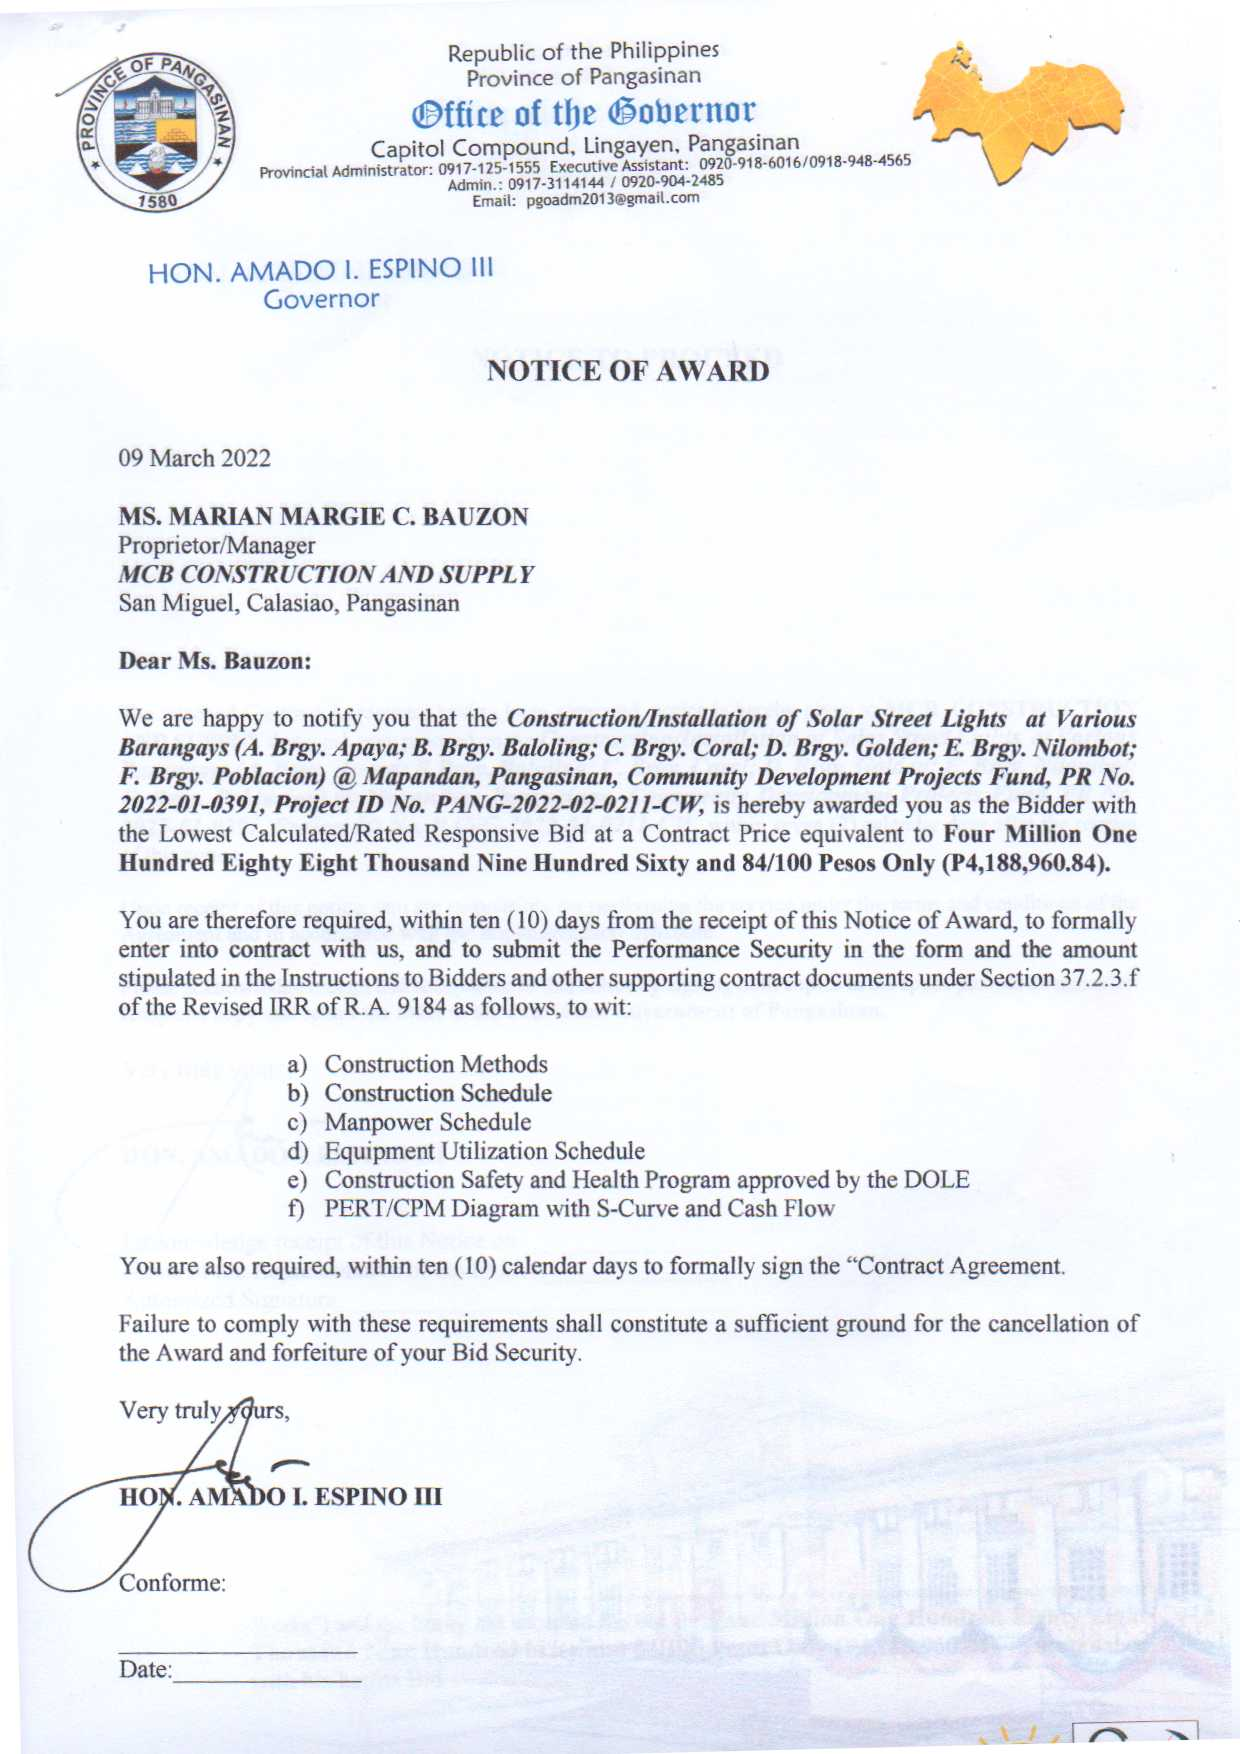 PROVINCE OF PANGASINAN
1580
Republic of the Philippines
Province of Pangasinan
Office of the Governor
Capitol Compound, Lingayen, Pangasinan
Provincial Administrator: 0917-125-1555 Executive Assistant: 0920-918-6016/0918-948-4565
Admin.: 0917-3114144 / 0920-904-2485
Email: pgoadm2013@gmail.com
HON. AMADO I. ESPINO III
Governor
NOTICE OF AWARD
09 March 2022
MS. MARIAN MARGIE C. BAUZON
Proprietor/Manager
MCB CONSTRUCTION AND SUPPLY
San Miguel, Calasiao, Pangasinan
Dear Ms. Bauzon:
We are happy to notify you that the Construction/Installation of Solar Street Lights at Various
Barangays (A. Brgy. Apaya; B. Brgy. Baloling; C. Brgy. Coral; D. Brgy. Golden; E. Brgy. Nilombot;
F. Brgy. Poblacion) @ Mapandan, Pangasinan, Community Development Projects Fund, PR No.
2022-01-0391, Project ID No. PANG-2022-02-0211-CW, is hereby awarded you as the Bidder with
the Lowest Calculated/Rated Responsive Bid at a Contract Price equivalent to Four Million One
Hundred Eighty Eight Thousand Nine Hundred Sixty and 84/100 Pesos Only (P4,188,960.84).
You are therefore required, within ten (10) days from the receipt of this Notice of Award, to formally
enter into contract with us, and to submit the Performance Security in the form and the amount
stipulated in the Instructions to Bidders and other supporting contract documents under Section 37.2.3.f
of the Revised IRR of R.A. 9184 as follows, to wit:
a) Construction Methods
b) Construction Schedule
c) Manpower Schedule
d) Equipment Utilization Schedule
e) Construction Safety and Health Program approved by the DOLE
f) PERT/CPM Diagram with S-Curve and Cash Flow
You are also required, within ten (10) calendar days to formally sign the “Contract Agreement.
Failure to comply with these requirements shall constitute a sufficient ground for the cancellation of
the Award and forfeiture of your Bid Security.
Very truly yours,
HON. AMADO I. ESPINO III
Conforme:
Date: